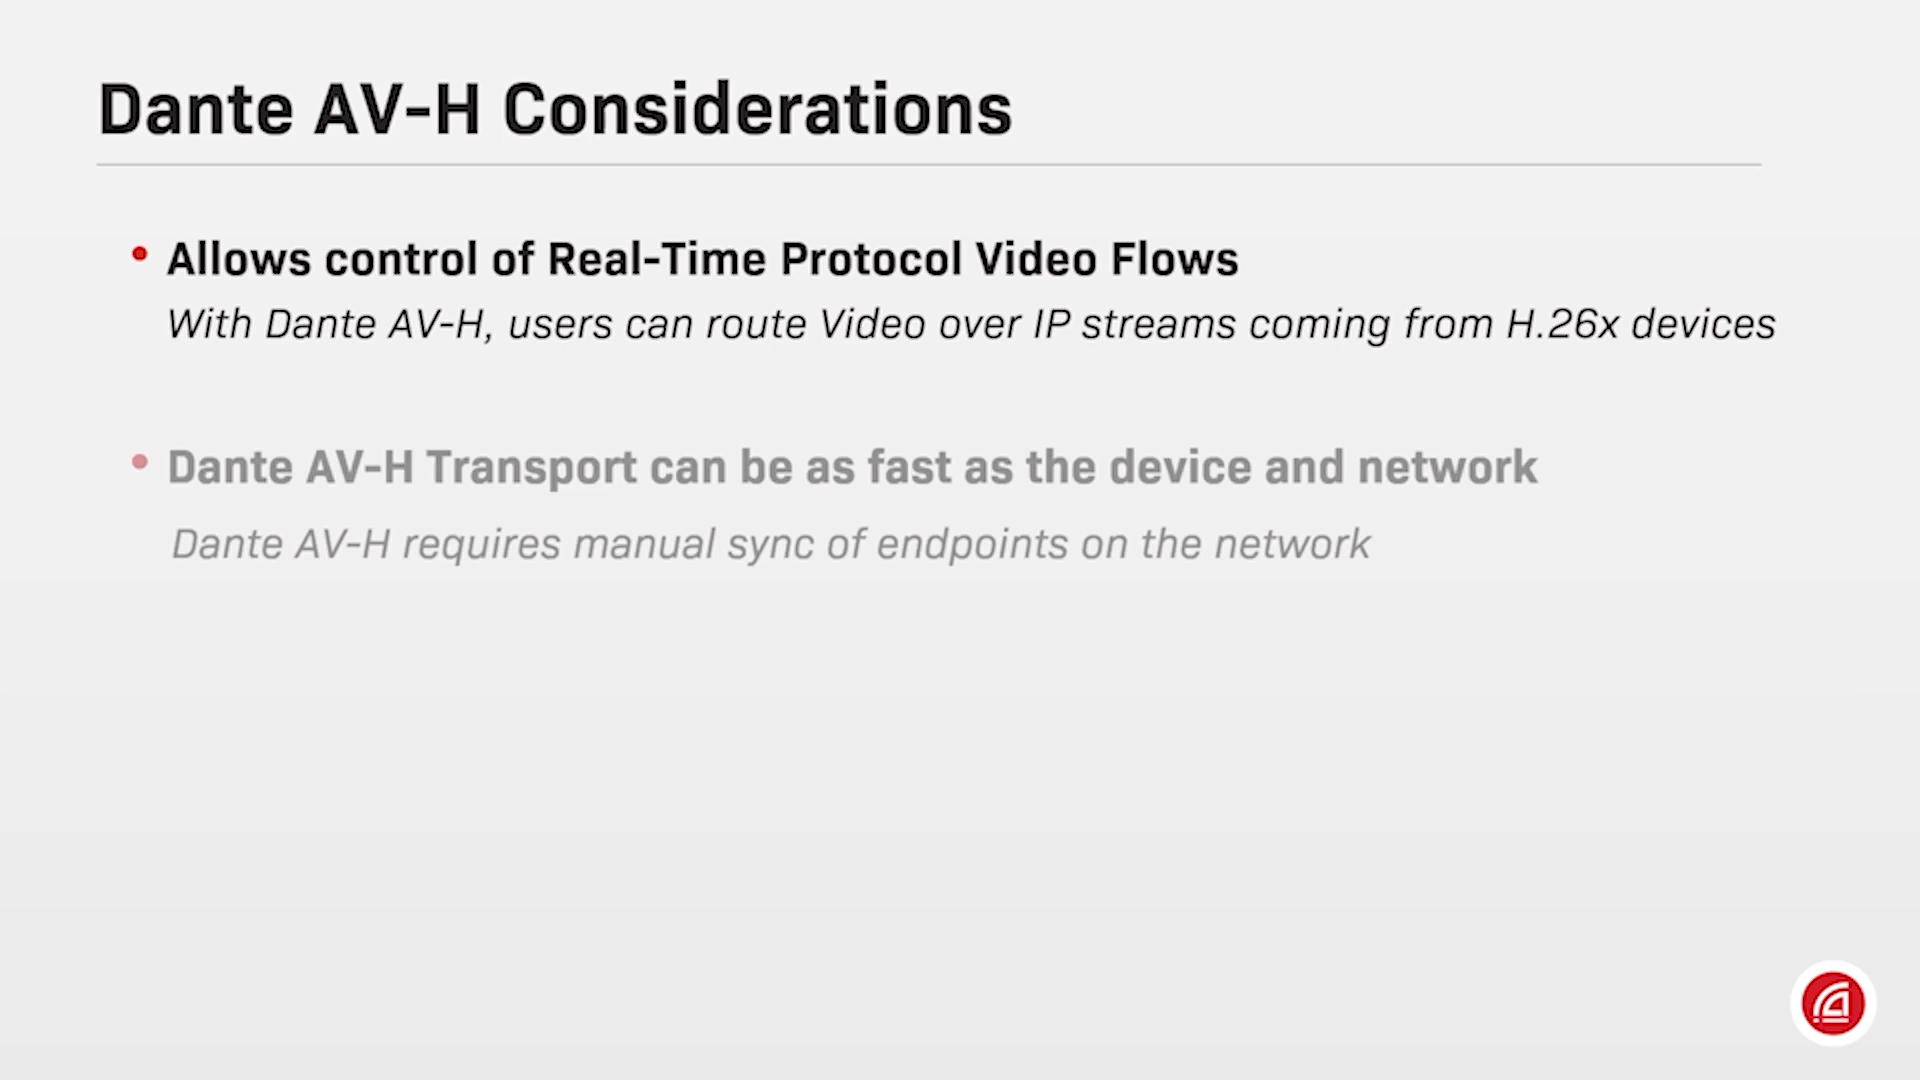 Dante AV-H Considerations
• Allows control of Real-Time Protocol Video Flows
With Dante AV-H, users can route Video over IP streams coming from H.26x devices
• Dante AV-H Transport can be as fast as the device and network
Dante AV-H requires manual sync of endpoints on the network